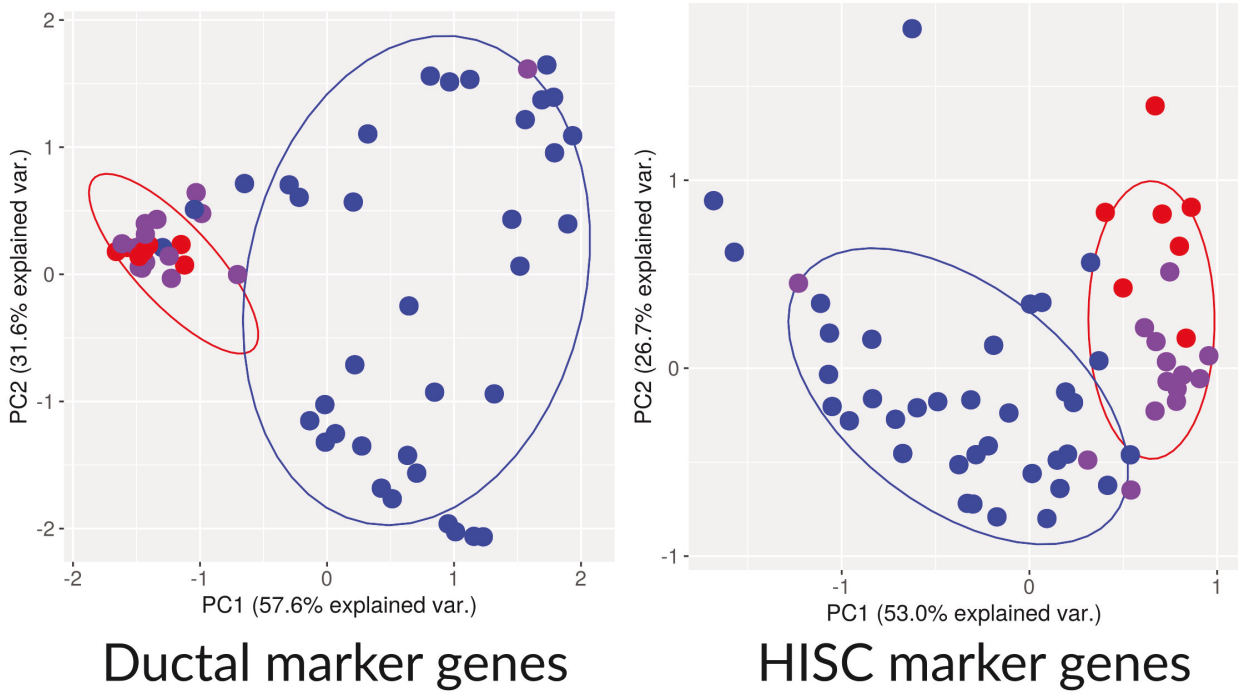 2
1
0
-1
-2
PC2 (31.6% explained var.)
-2
-1
0
1
2
PC1 (57.6% explained var.)
Ductal marker genes
1
0
-1
PC2 (26.7% explained var.)
-1
0
1
PC1 (53.0% explained var.)
HISC marker genes